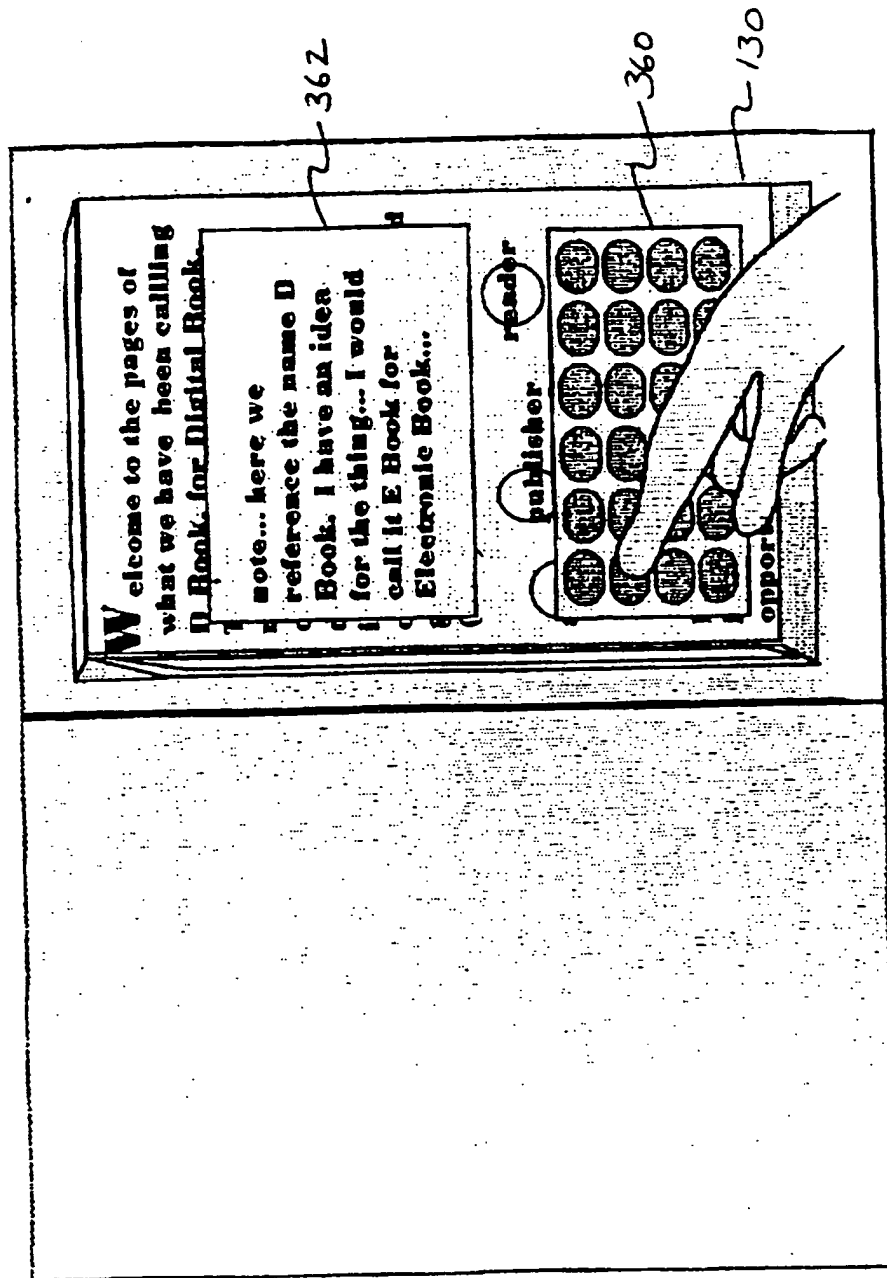 Welcome to the pages of
what we have been callling
D Book, for Digital Book.
note... here we
reference the name D
Book. I have an idea
for the thing... I would
call it E Book for
Electronic Book...
publisher
reader
oppor
362
360
130